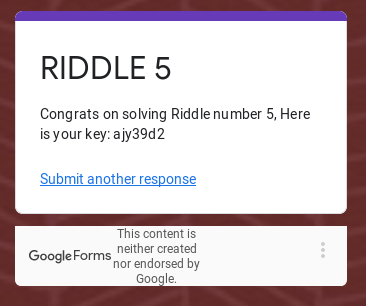 RIDDLE 5
Congrats on solving Riddle number 5, Here
is your key: ajy39d2
Submit another response
Google Forms
This content is
neither created
nor endorsed by
Google.